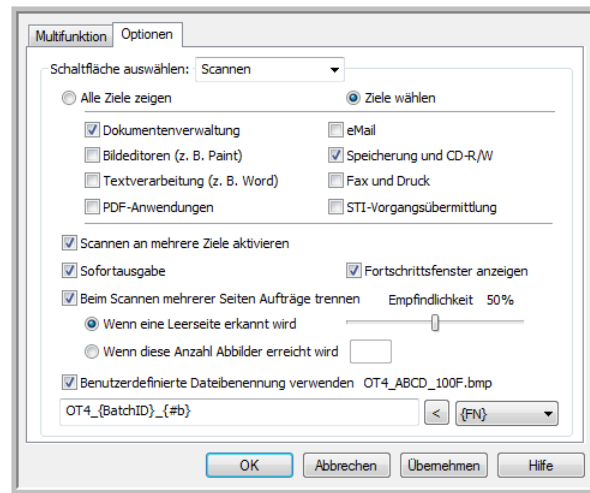 Multifunktion Optionen
Schaltfläche auswählen: Scannen
Alle Ziele zeigen Ziele wählen
Dokumentenverwaltung eMail
Bildeditoren (z. B. Paint) Speicherung und CD-R/W
Textverarbeitung (z. B. Word) Fax und Druck
PDF-Anwendungen STI-Vorgangsübermittlung
Scannen an mehrere Ziele aktivieren
Sofortausgabe Fortschrittsfenster anzeigen
Beim Scannen mehrerer Seiten Aufträge trennen Empfindlichkeit 50%
Wenn eine Leerseite erkannt wird
Wenn diese Anzahl Abbilder erreicht wird
Benutzerdefinierte Dateibenennung verwenden OT4_ABCD_100F.bmp
OT4_{BatchID}_{#b} < {FN}
OK Abbrechen Übernehmen Hilfe